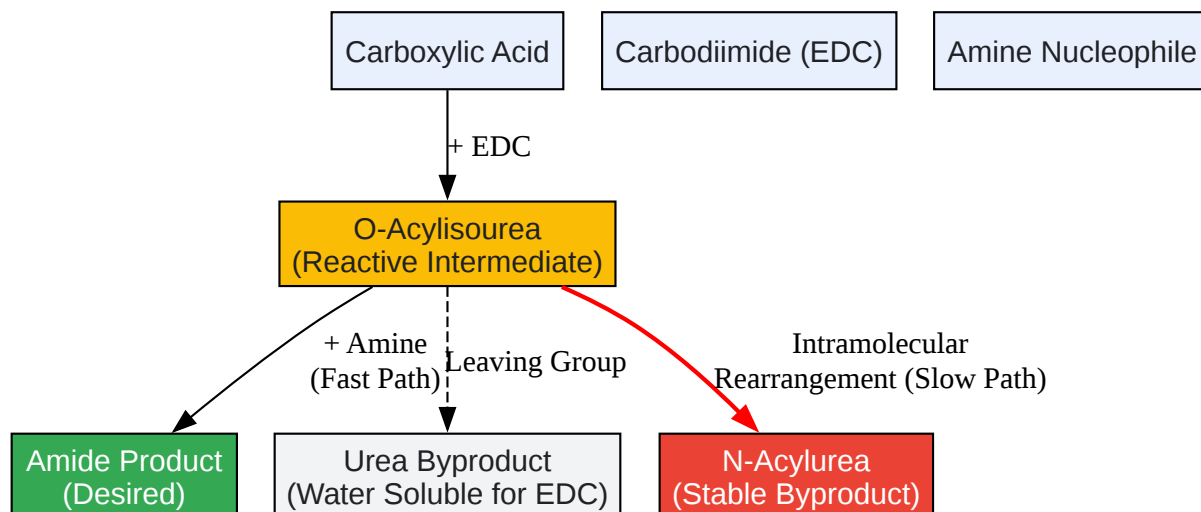 Carboxylic Acid
Carbodiimide (EDC)
Amine Nucleophile
+ EDC
O-Acylisourea
(Reactive Intermediate)
+ Amine
(Fast Path)
Leaving Group
Intramolecular
Rearrangement (Slow Path)
Amide Product
(Desired)
Urea Byproduct
(Water Soluble for EDC)
N-Acylurea
(Stable Byproduct)